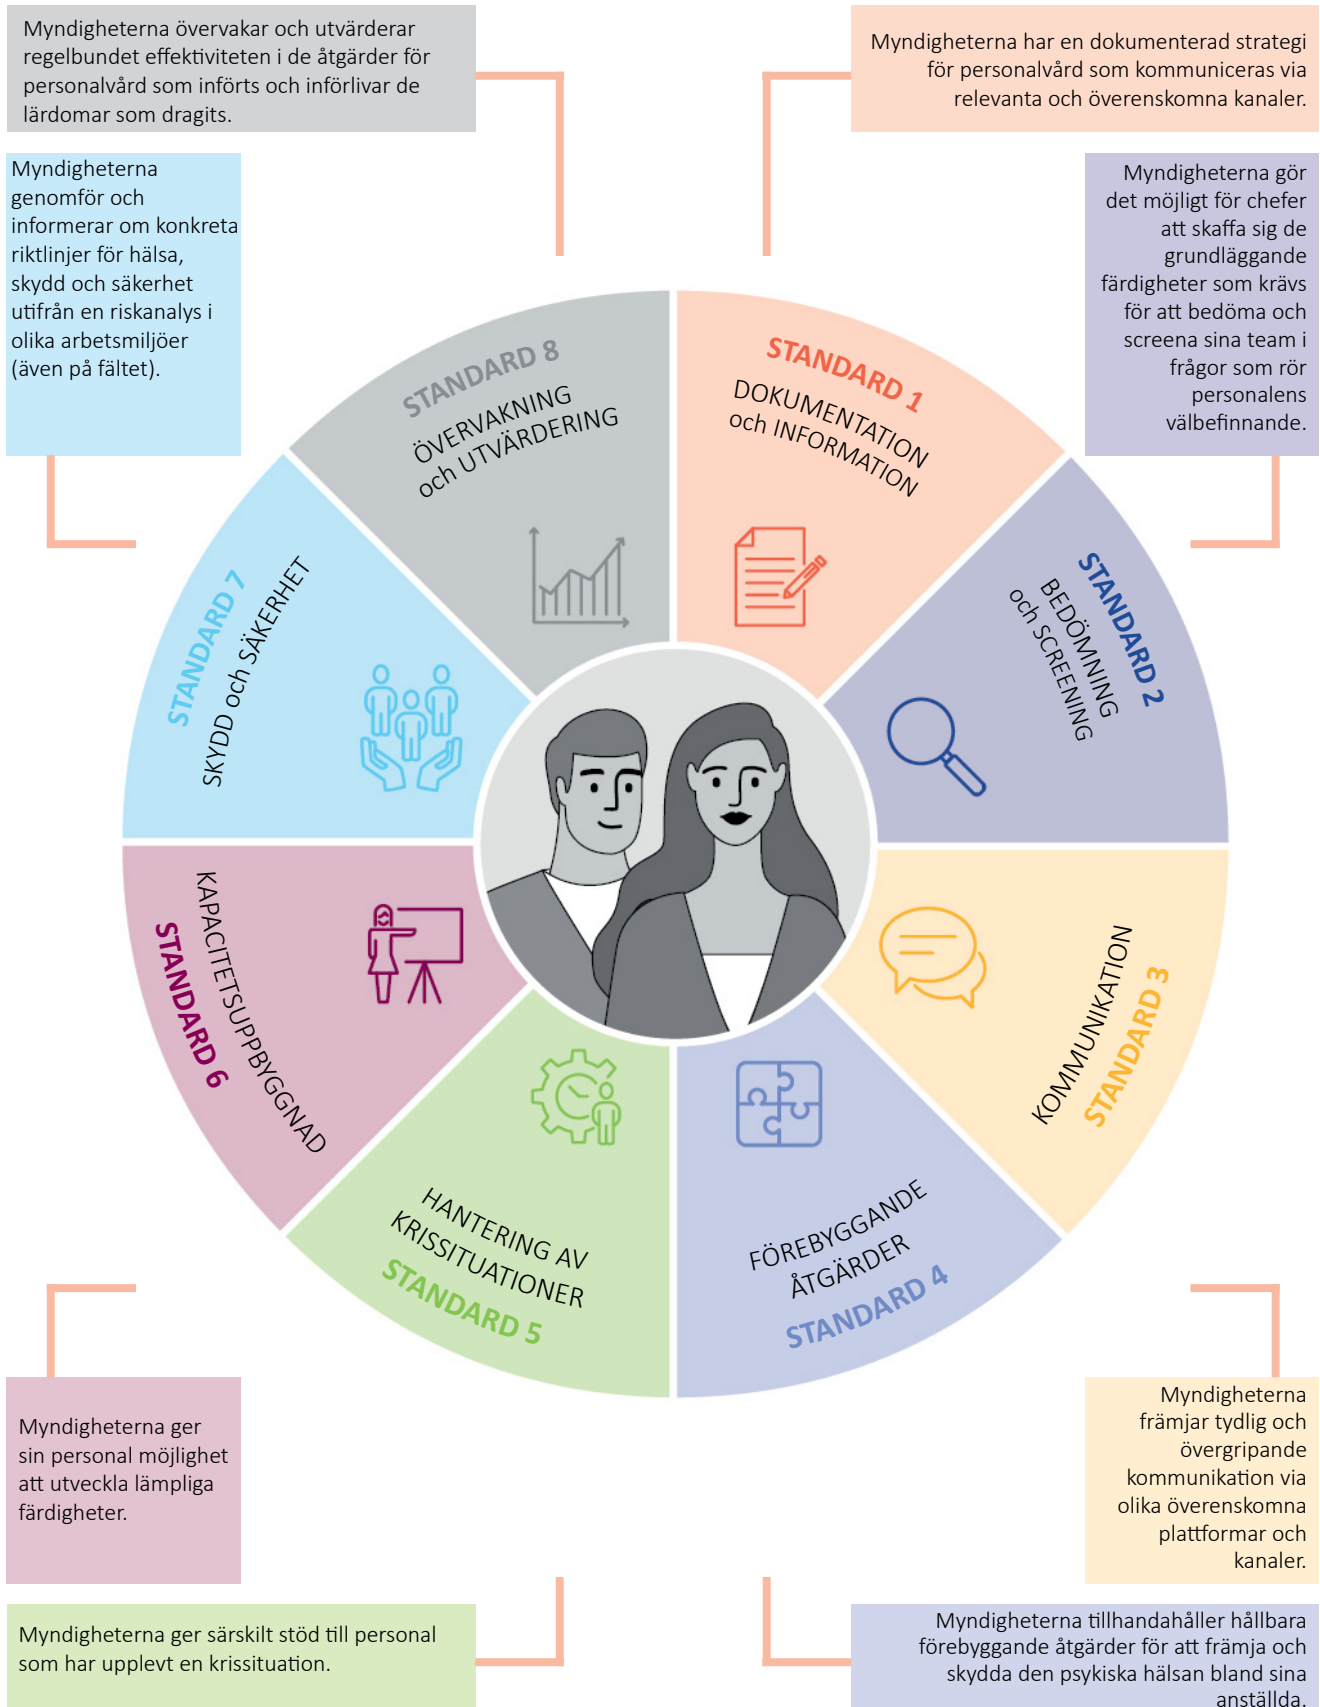 Myndigheterna övervakar och utvärderar
regelbundet effektiviteten i de åtgärder för
personalvård som införts och införlivar de
lärdomar som dragits.
Myndigheterna har en dokumenterad strategi
för personalvård som kommuniceras via
relevanta och överenskomna kanaler.
Myndigheterna
genomför och
informerar om konkreta
riktlinjer för hälsa,
skydd och säkerhet
utifrån en riskanalys i
olika arbetsmiljöer
(även på fältet).
Myndigheterna gör
det möjligt för chefer
att skaffa sig de
grundläggande
färdigheter som krävs
för att bedöma och
screena sina team i
frågor som rör
personalens
välbefinnande.
STANDARD 1
DOKUMENTATION
och INFORMATION
STANDARD 2
BEDÖMNING
och SCREENING
KOMMUNIKATION
STANDARD 3
FÖREBYGGANDE
ÅTGÄRDER
STANDARD 4
HANTERING AV
KRISSITUATIONER
STANDARD 5
KAPACITETSUPPBYGGNAD
STANDARD 6
STANDARD 7
SKYDD och SÄKERHET
STANDARD 8
ÖVERVAKNING
och UTVÄRDERING
Myndigheterna ger
sin personal möjlighet
att utveckla lämpliga
färdigheter.
Myndigheterna
främjar tydlig och
övergripande
kommunikation via
olika överenskomna
plattformar och
kanaler.
Myndigheterna ger särskilt stöd till personal
som har upplevt en krissituation.
Myndigheterna tillhandahåller hållbara
förebyggande åtgärder för att främja och
skydda den psykiska hälsan bland sina
anställda.